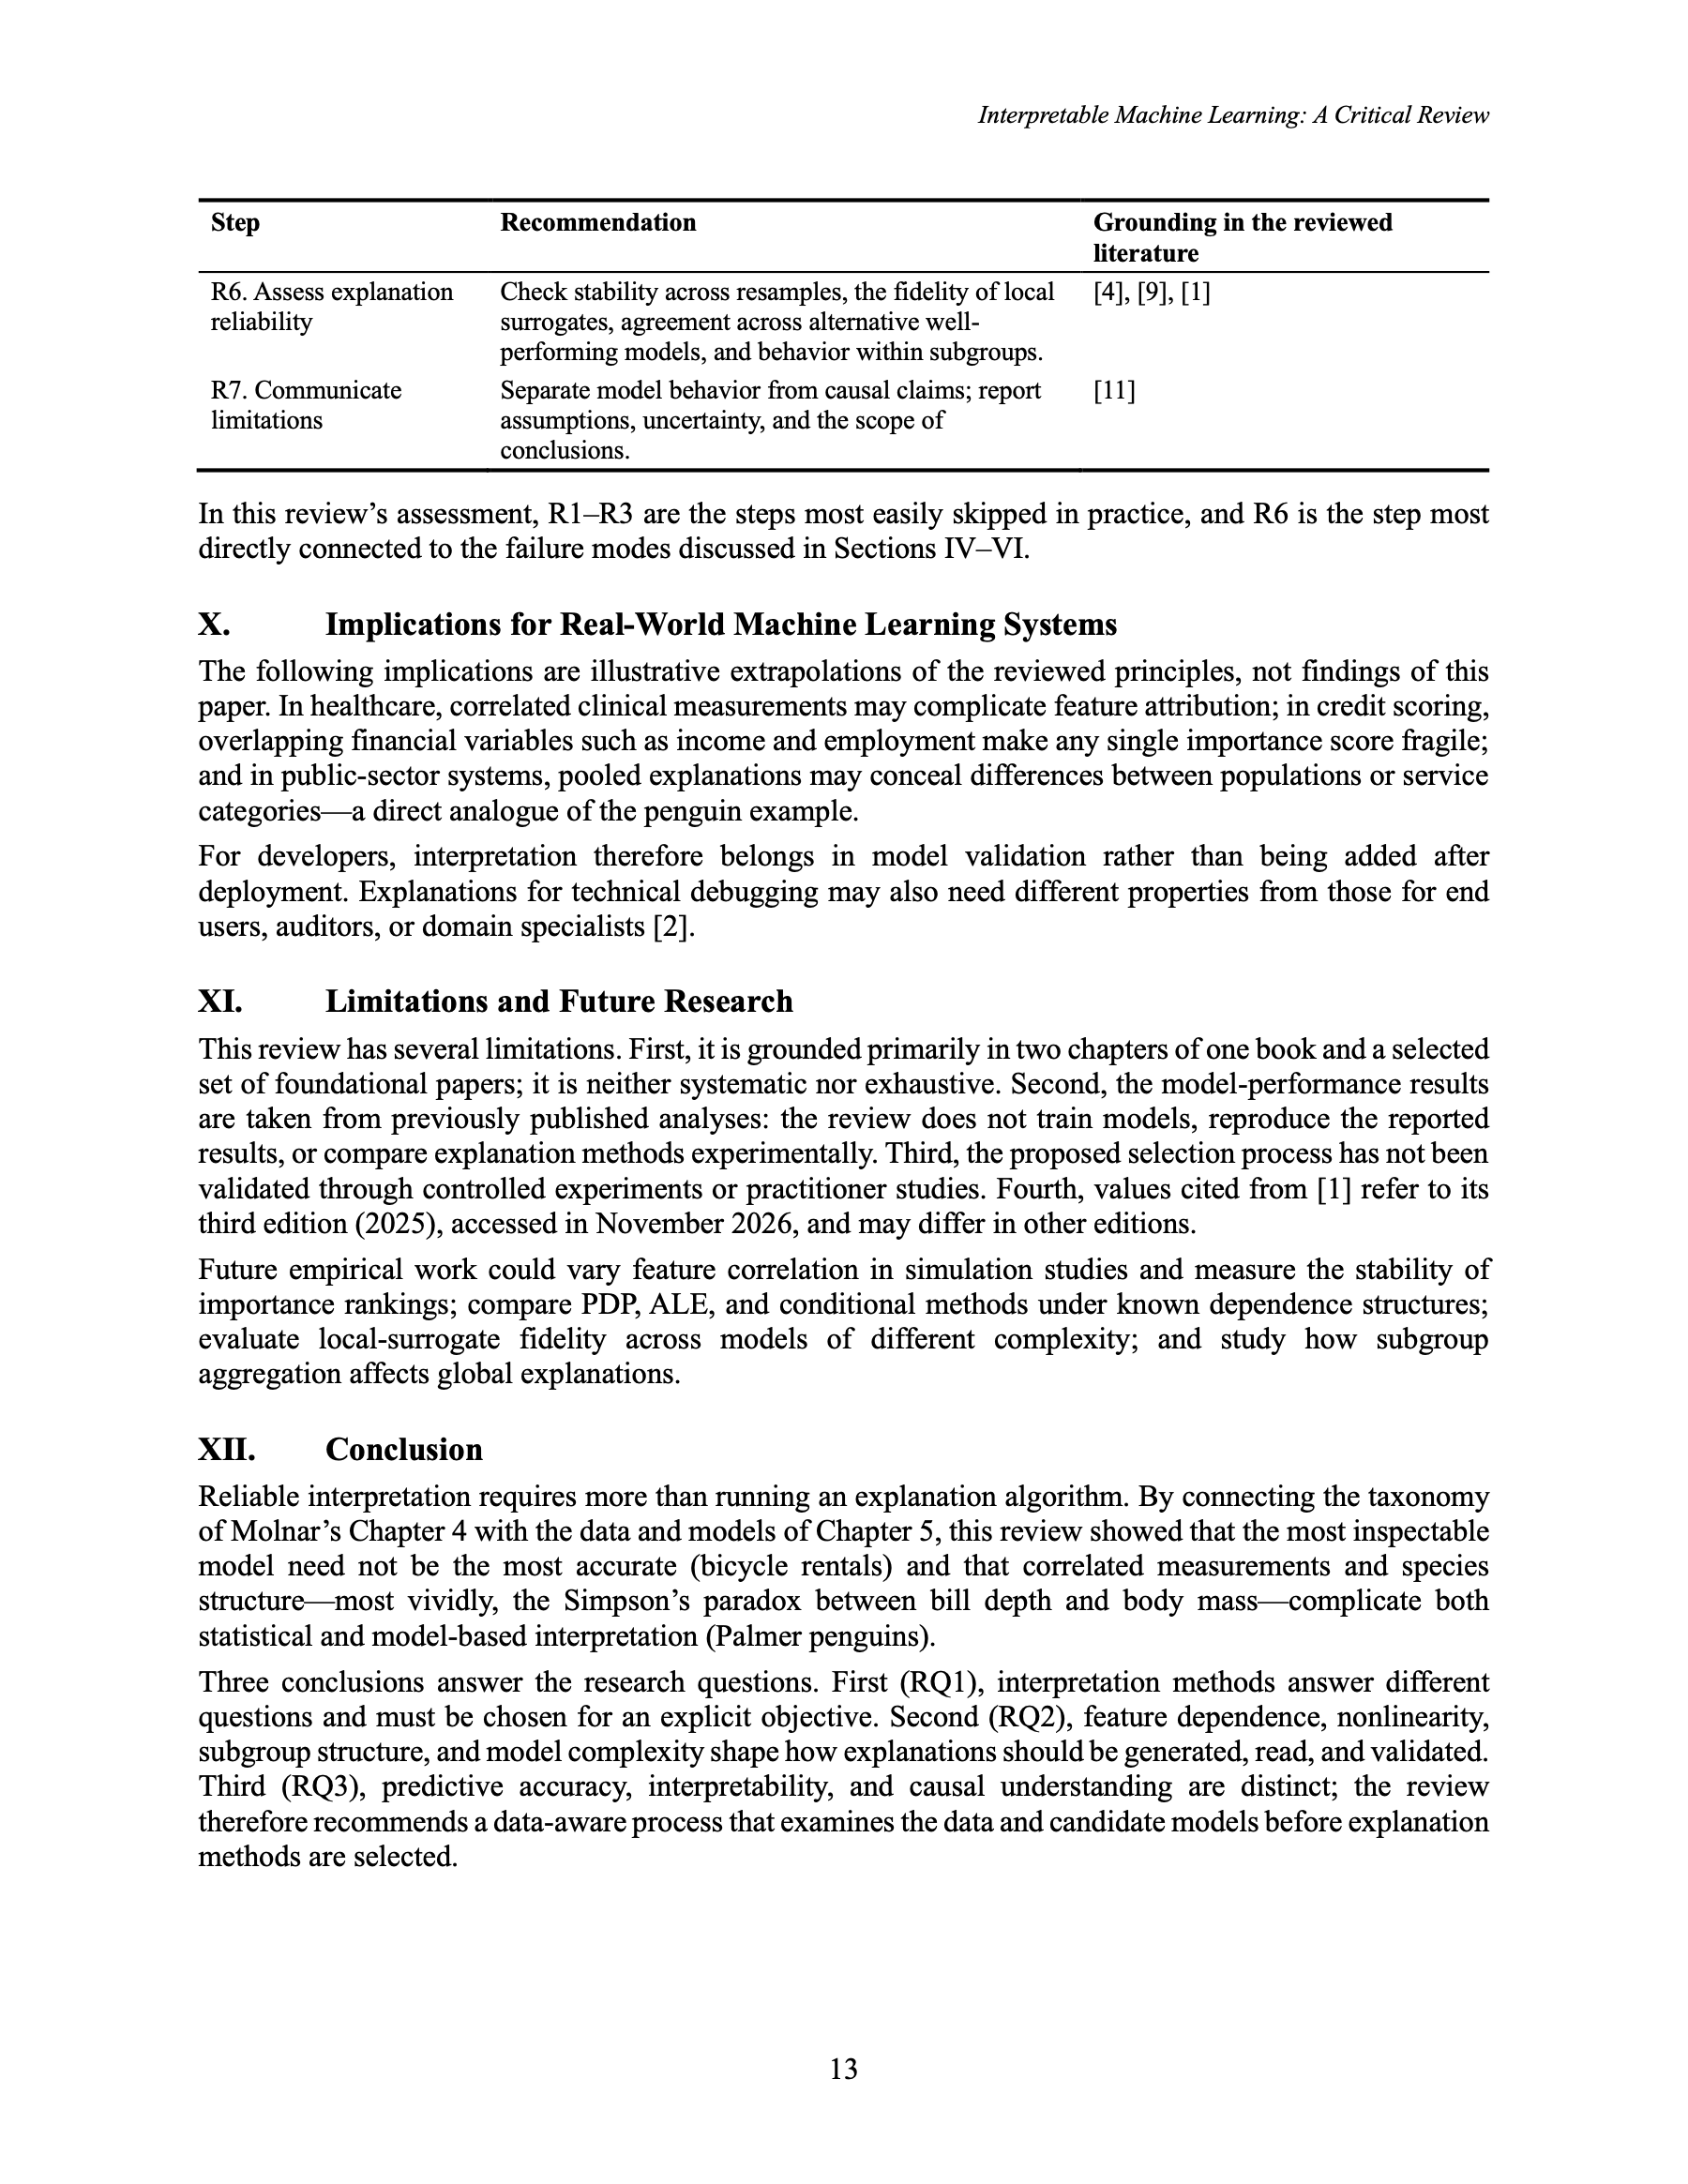 Interpretable Machine Learning: A Critical Review
Step Recommendation Grounding in the reviewed
literature
R6. Assess explanation Check stability across resamples, the fidelity of local [4], [9], [1]
reliability surrogates, agreement across alternative well-
performing models, and behavior within subgroups.
R7. Communicate Separate model behavior from causal claims; report [11]
limitations assumptions, uncertainty, and the scope of
conclusions.
In this review’s assessment, R1–R3 are the steps most easily skipped in practice, and R6 is the step most
directly connected to the failure modes discussed in Sections IV–VI.
X. Implications for Real-World Machine Learning Systems
The following implications are illustrative extrapolations of the reviewed principles, not findings of this
paper. In healthcare, correlated clinical measurements may complicate feature attribution; in credit scoring,
overlapping financial variables such as income and employment make any single importance score fragile;
and in public-sector systems, pooled explanations may conceal differences between populations or service
categories—a direct analogue of the penguin example.
For developers, interpretation therefore belongs in model validation rather than being added after
deployment. Explanations for technical debugging may also need different properties from those for end
users, auditors, or domain specialists [2].
XI. Limitations and Future Research
This review has several limitations. First, it is grounded primarily in two chapters of one book and a selected
set of foundational papers; it is neither systematic nor exhaustive. Second, the model-performance results
are taken from previously published analyses: the review does not train models, reproduce the reported
results, or compare explanation methods experimentally. Third, the proposed selection process has not been
validated through controlled experiments or practitioner studies. Fourth, values cited from [1] refer to its
third edition (2025), accessed in November 2026, and may differ in other editions.
Future empirical work could vary feature correlation in simulation studies and measure the stability of
importance rankings; compare PDP, ALE, and conditional methods under known dependence structures;
evaluate local-surrogate fidelity across models of different complexity; and study how subgroup
aggregation affects global explanations.
XII. Conclusion
Reliable interpretation requires more than running an explanation algorithm. By connecting the taxonomy
of Molnar’s Chapter 4 with the data and models of Chapter 5, this review showed that the most inspectable
model need not be the most accurate (bicycle rentals) and that correlated measurements and species
structure—most vividly, the Simpson’s paradox between bill depth and body mass—complicate both
statistical and model-based interpretation (Palmer penguins).
Three conclusions answer the research questions. First (RQ1), interpretation methods answer different
questions and must be chosen for an explicit objective. Second (RQ2), feature dependence, nonlinearity,
subgroup structure, and model complexity shape how explanations should be generated, read, and validated.
Third (RQ3), predictive accuracy, interpretability, and causal understanding are distinct; the review
therefore recommends a data-aware process that examines the data and candidate models before explanation
methods are selected.
13